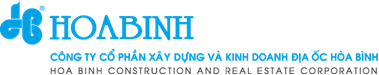 HOABINH
CÔNG TY CỔ PHẦN XÂY DỰNG VÀ KINH DOANH ĐỊA ỐC HÒA BÌNH
HOA BINH CONSTRUCTION AND REAL ESTATE CORPORATION